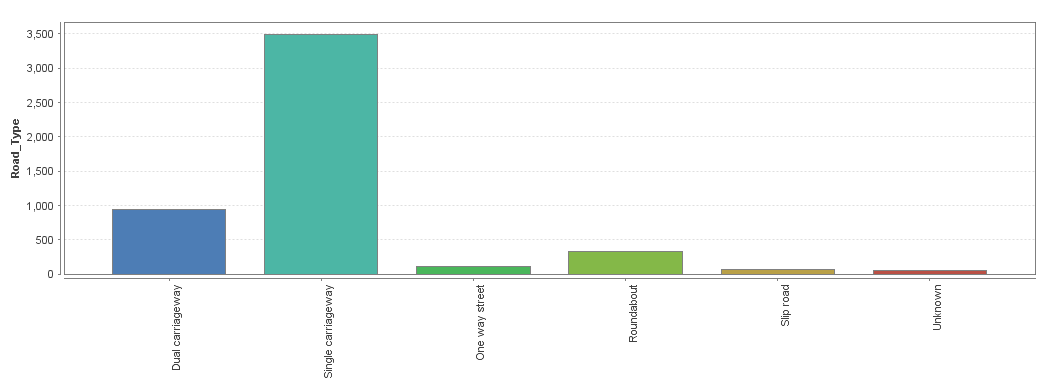 Road_Type
3,500
3,000
2,500
2,000
1,500
1,000
500
0
Dual carriageway
Single carriageway
One way street
Roundabout
Slip road
Unknown